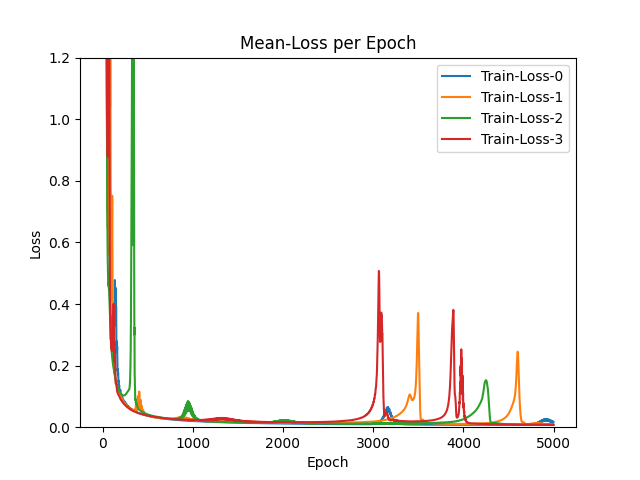 Mean-Loss per Epoch
Loss
1.2
1.0
0.8
0.6
0.4
0.2
0.0
Train-Loss-0
Train-Loss-1
Train-Loss-2
Train-Loss-3
0 1000 2000 3000 4000 5000
Epoch